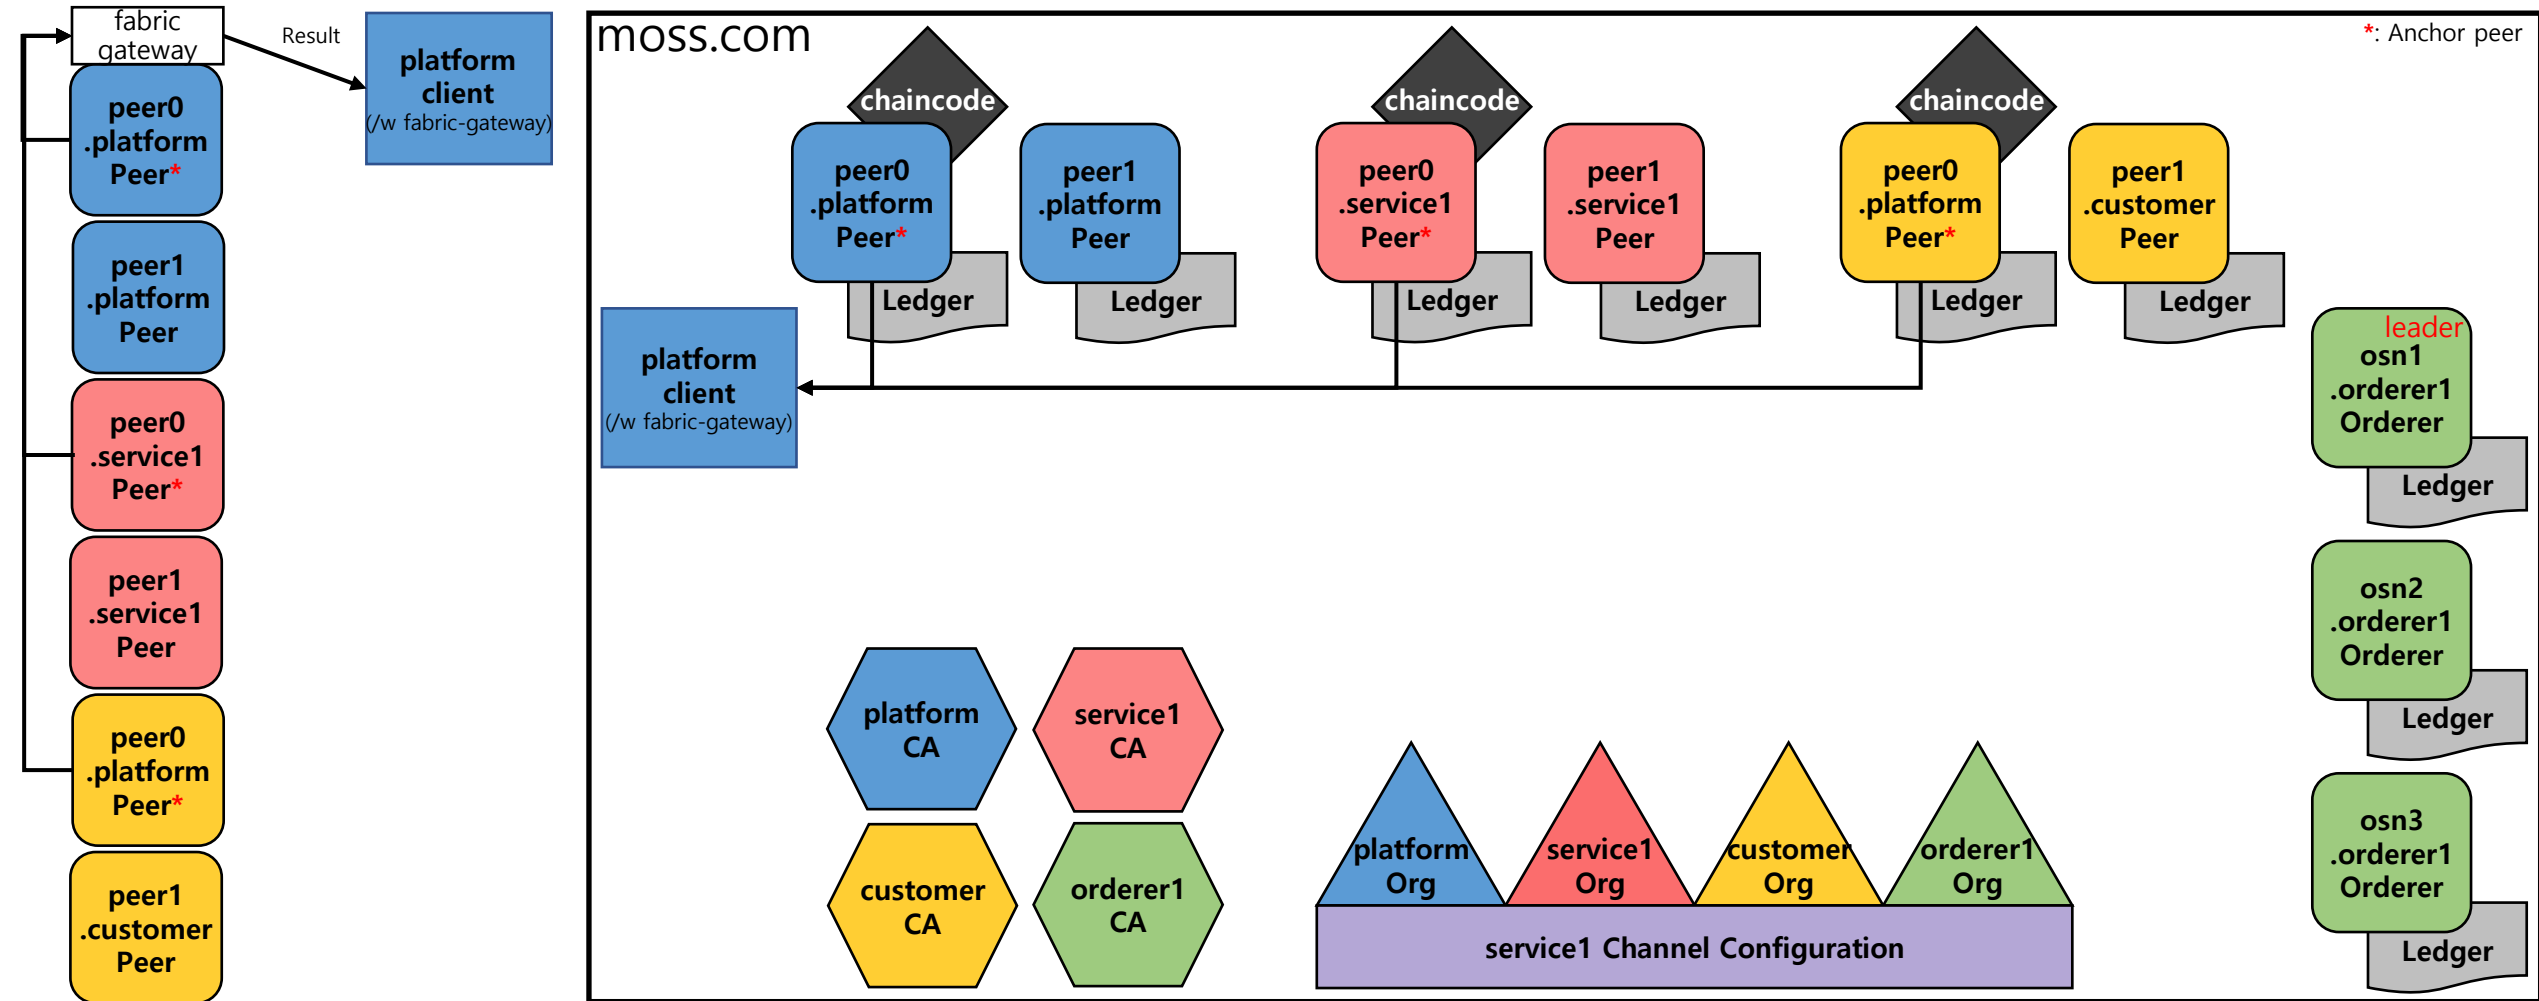 fabric
gateway
Result
platform
client
(/w fabric-gateway)
peer0
.platform
Peer*
peer1
.platform
Peer
peer0
.service1
Peer*
peer1
.service1
Peer
peer0
.platform
Peer*
peer1
.customer
Peer
moss.com
*: Anchor peer
chaincode
chaincode
chaincode
peer0
.platform
Peer*
peer1
.platform
Peer
peer0
.service1
Peer*
peer1
.service1
Peer
peer0
.platform
Peer*
peer1
.customer
Peer
Ledger
Ledger
Ledger
Ledger
Ledger
Ledger
platform
client
(/w fabric-gateway)
leader
osn1
.orderer1
Orderer
Ledger
osn2
.orderer1
Orderer
Ledger
osn3
.orderer1
Orderer
Ledger
platform
CA
service1
CA
customer
CA
orderer1
CA
platform
Org
service1
Org
customer
Org
orderer1
Org
service1 Channel Configuration